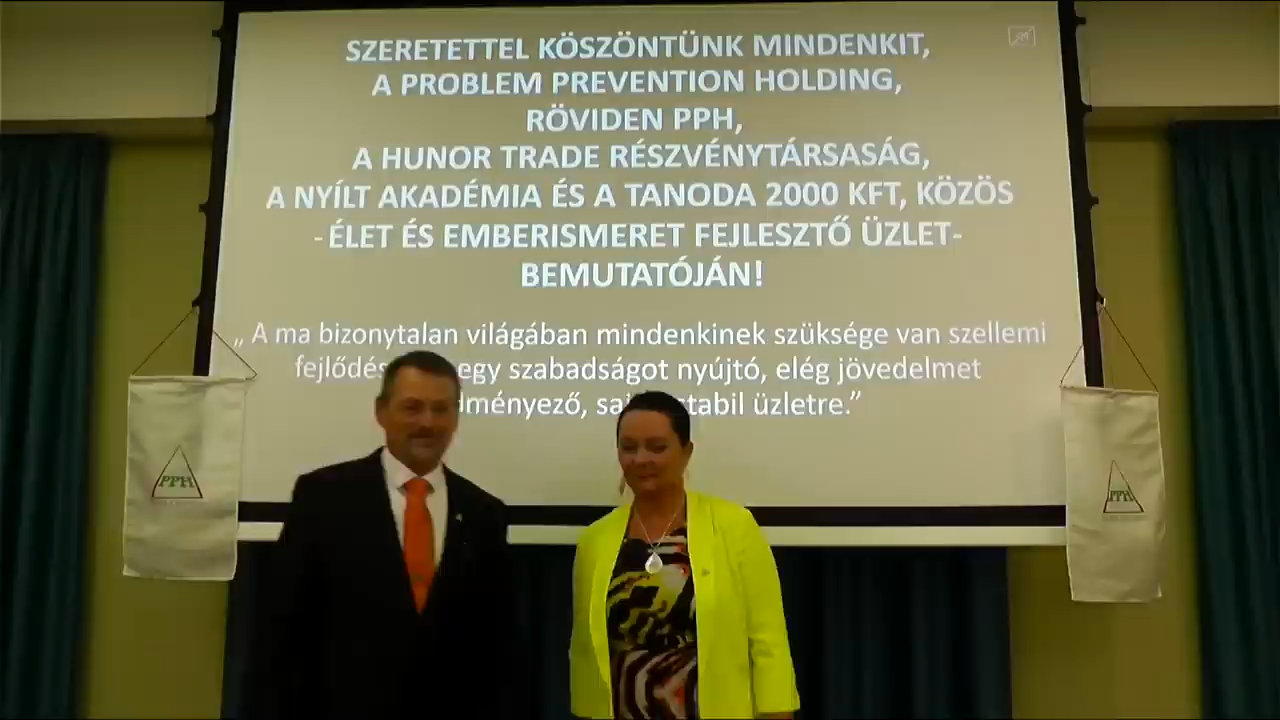 SZERETETTEL KÖSZÖNTÜNK MINDENKIT,
A PROBLEM PREVENTION HOLDING,
RÖVIDEN PPH,
A HUNOR TRADE RÉSZVÉNYTÁRSASÁG,
A NYÍLT AKADÉMIA ÉS A TANODA 2000 KFT, KÖZÖS
- ÉLET ÉS EMBERISMERET FEJLESZTŐ ÜZLET-
BEMUTATÓJÁN!
„ A ma bizonytalan világában mindenkinek szüksége van szellemi
egy szabadságot nyújtó, elég jövedelmet
stabil üzletre.”
PPH
PPH